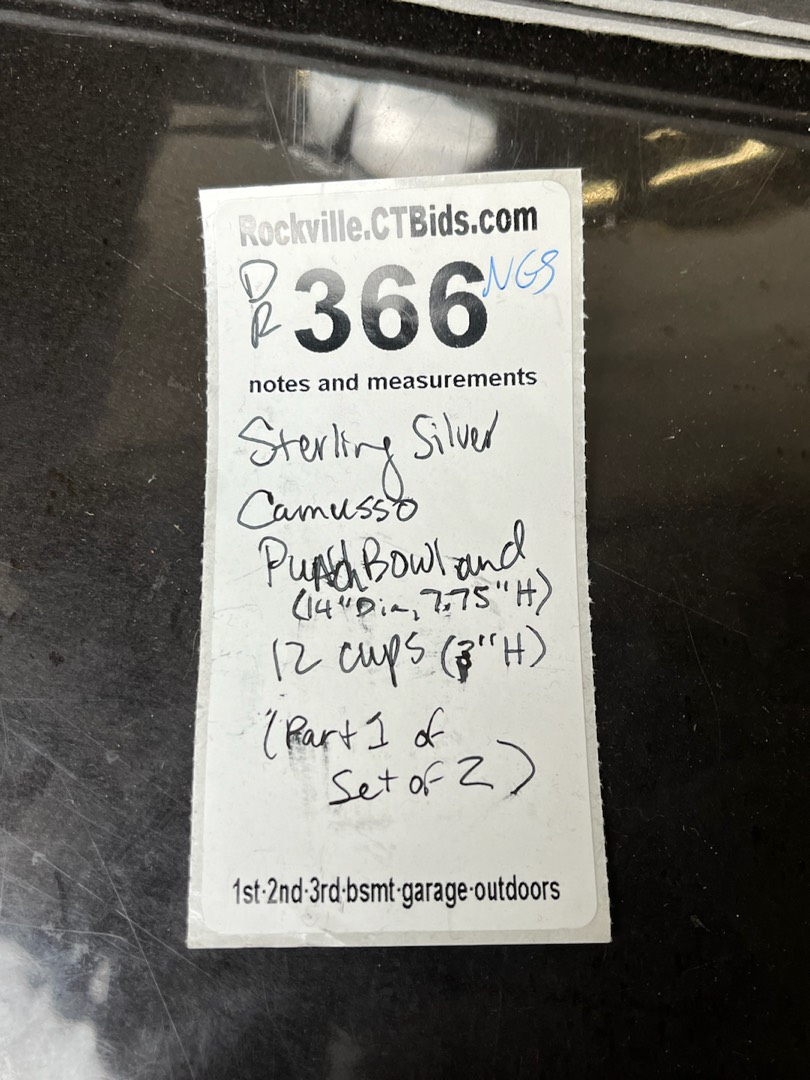 Rockville.CTBids.com
DR 366 NGS
notes and measurements
Sterling Silver
Camusso
Punch Bowl and
(14" Dia, 7.75" H)
12 cups (3" H)
(Part 1 of
Set of 2)
1st·2nd·3rd·bsmt·garage·outdoors